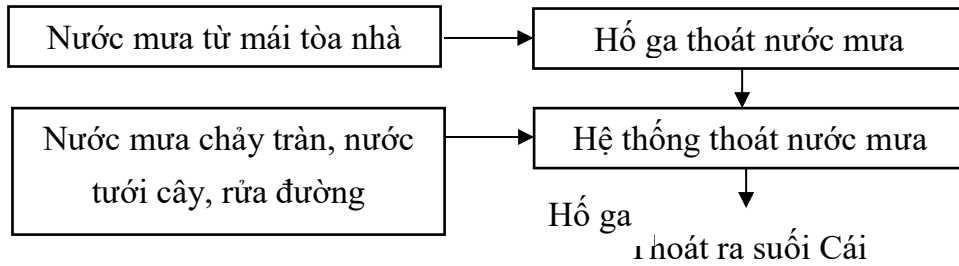 Nước mưa từ mái tòa nhà
Hố ga thoát nước mưa
Nước mưa chảy tràn, nước
tưới cây, rửa đường
Hệ thống thoát nước mưa
Hố ga
Thoát ra suối Cái